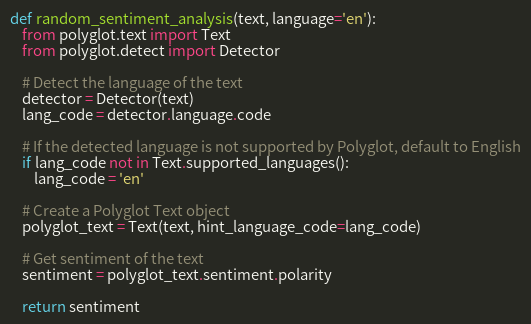 def random_sentiment_analysis(text, language='en'):
    from polyglot.text import Text
    from polyglot.detect import Detector

    # Detect the language of the text
    detector = Detector(text)
    lang_code = detector.language.code

    # If the detected language is not supported by Polyglot, default to English
    if lang_code not in Text.supported_languages():
        lang_code = 'en'

    # Create a Polyglot Text object
    polyglot_text = Text(text, hint_language_code=lang_code)

    # Get sentiment of the text
    sentiment = polyglot_text.sentiment.polarity

    return sentiment